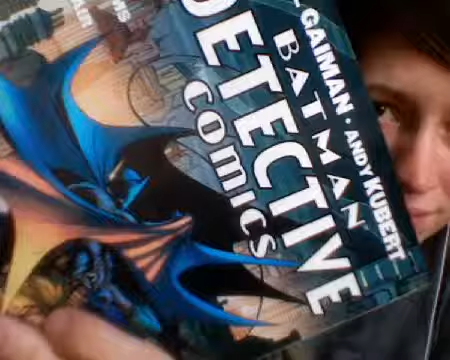 GAIMAN • ANDY KUBERT
BATMAN
DETECTIVE
COMICS